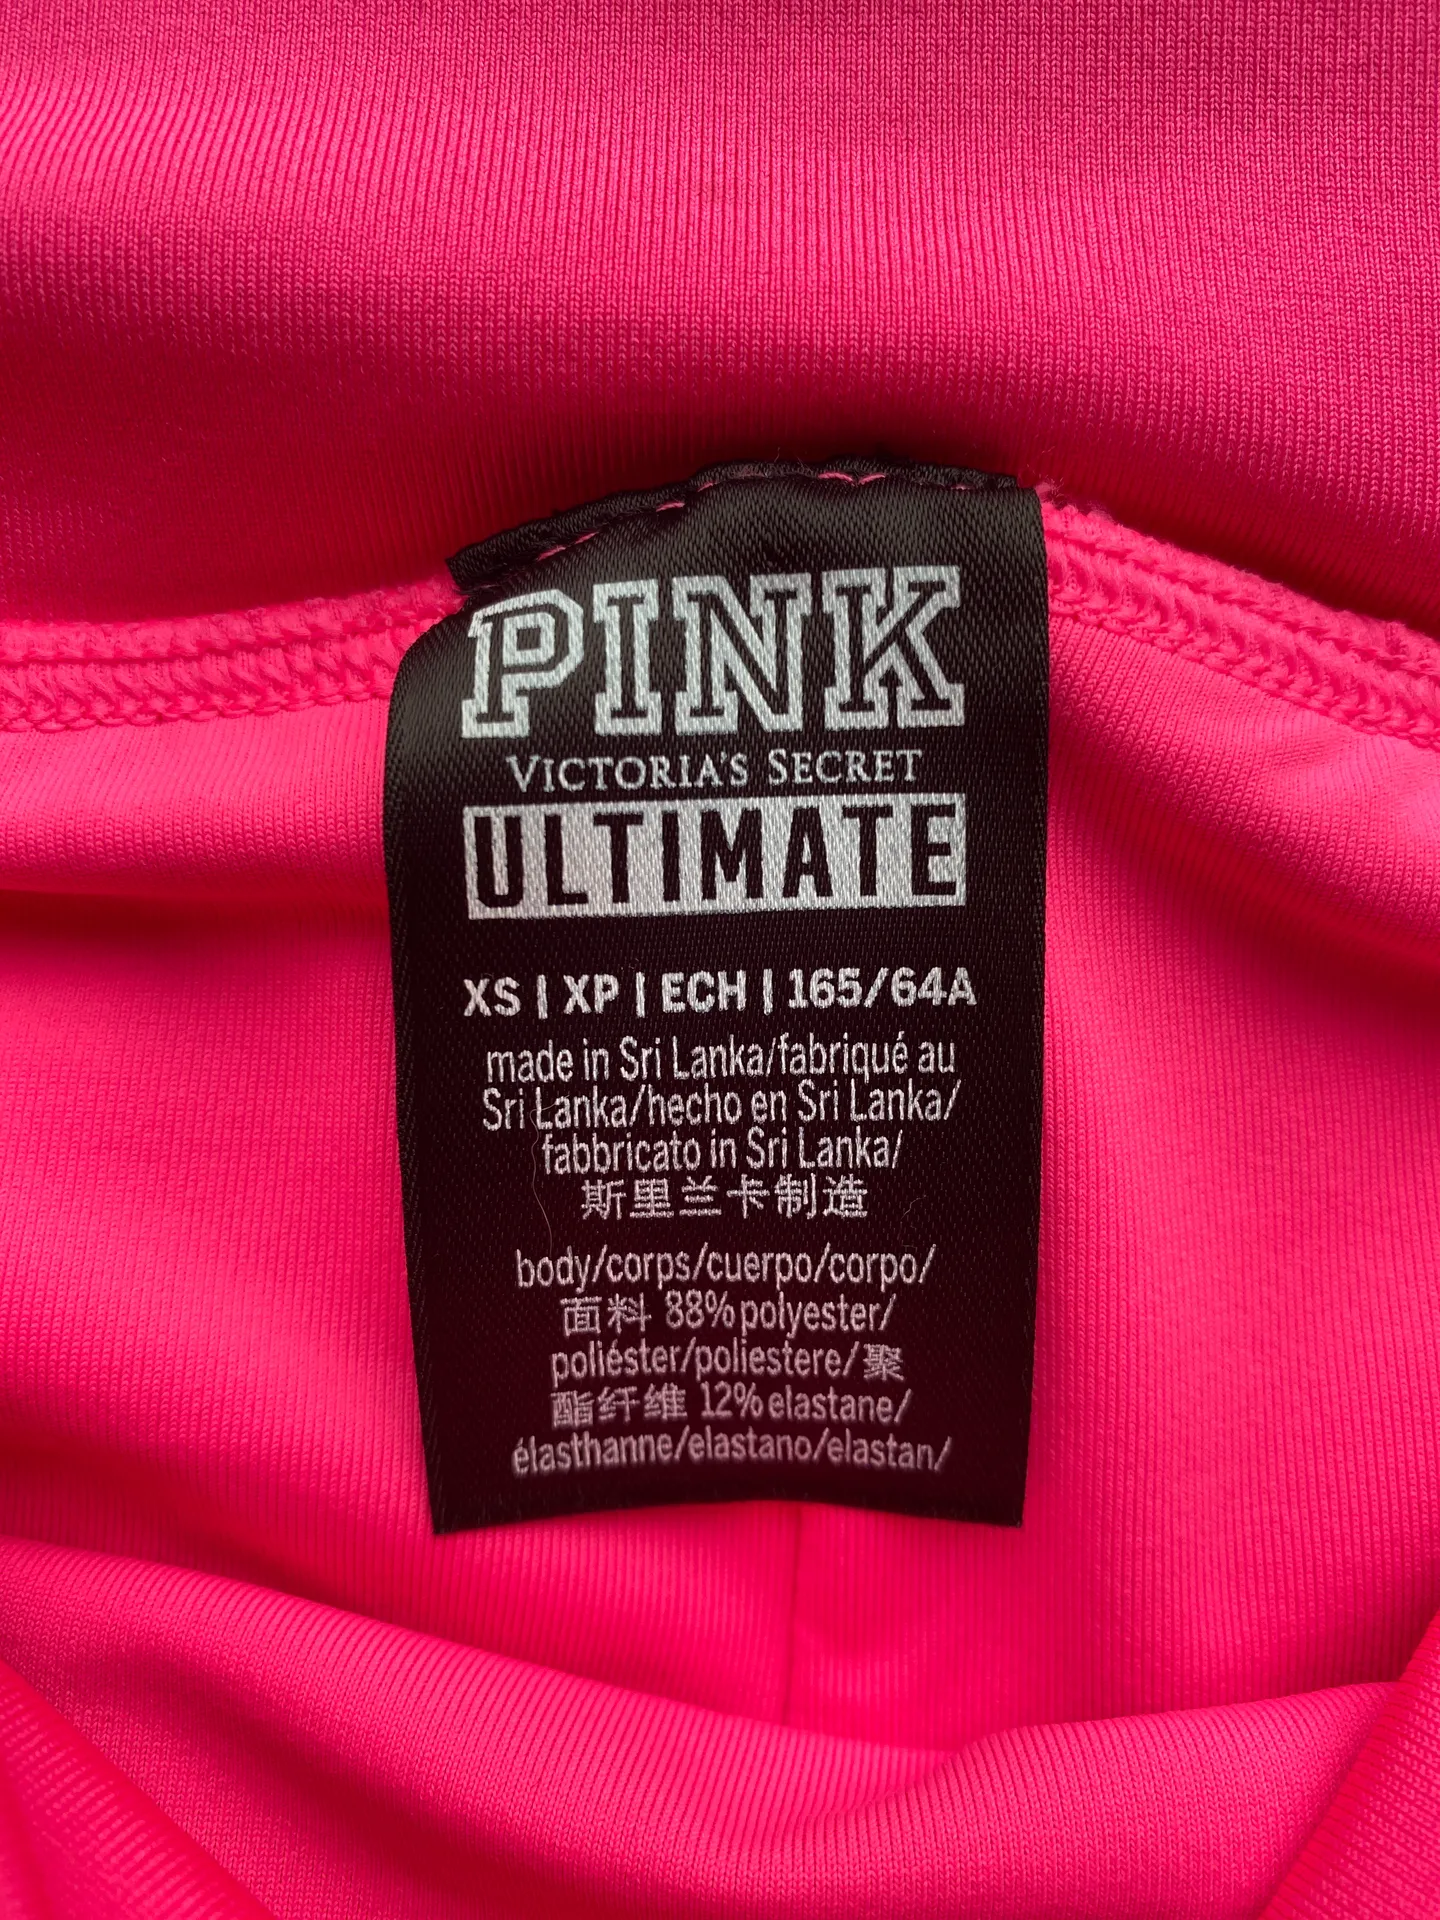 PINK
VICTORIA'S SECRET
ULTIMATE
XS | XP | ECH | 165/64A
made in Sri Lanka/fabriqué au
Sri Lanka/hecho en Sri Lanka/
fabbricato in Sri Lanka/
斯里兰卡制造
body/corps/cuerpo/corpo/
面料 88% polyester/
poliéster/poliestere/聚
酯纤维 12% elastane/
élasthanne/elastano/elastan/